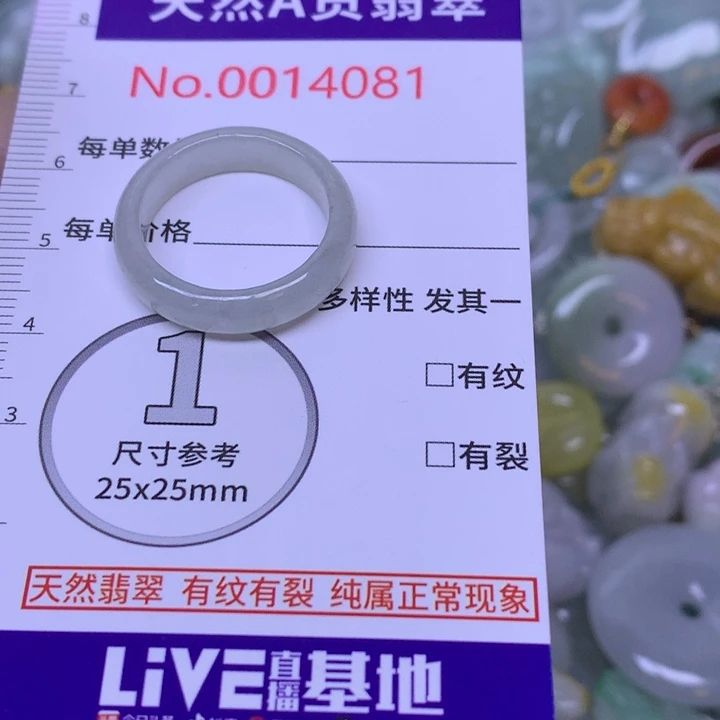 天然A货翡翠
No.0014081
8
7
每单数
6
每单价格
5
多样性 发其一
4
1
□有纹
3
尺寸参考
□有裂
25x25mm
天然翡翠 有纹有裂 纯属正常现象
LiVE直播基地